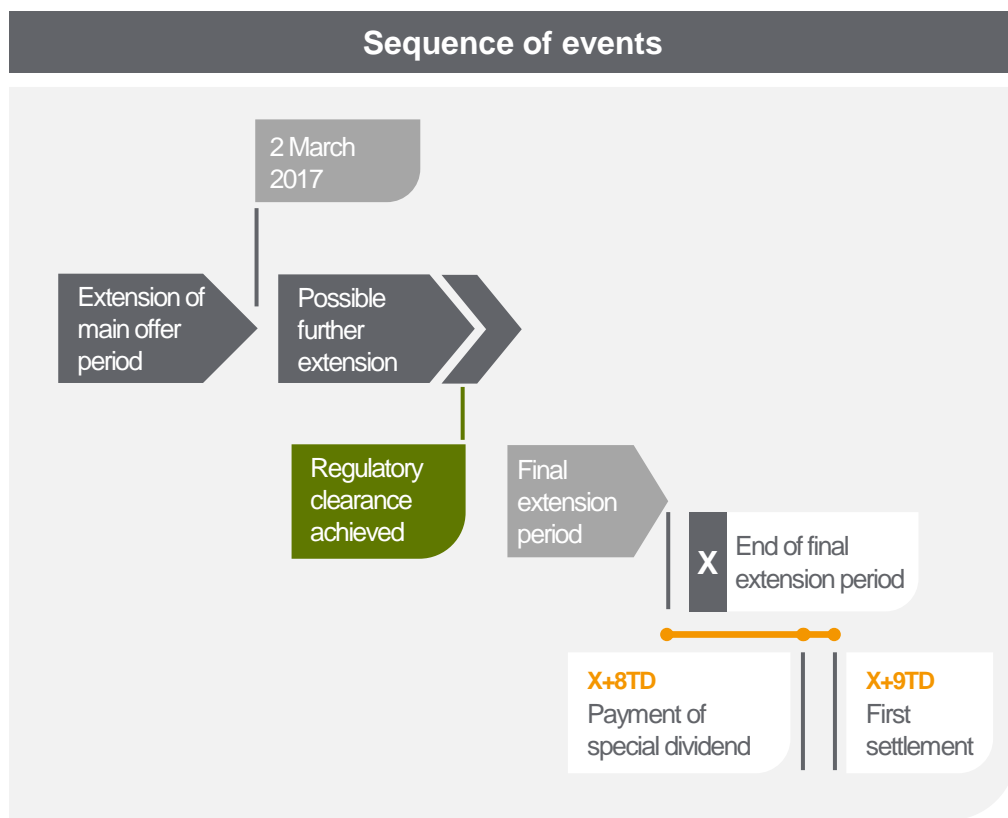 Sequence of events
2 March
2017
Extension of
main offer
period
Possible
further
extension
Regulatory
clearance
achieved
Final
extension
period
X
End of final
extension period
X+8TD
Payment of
special dividend
X+9TD
First
settlement